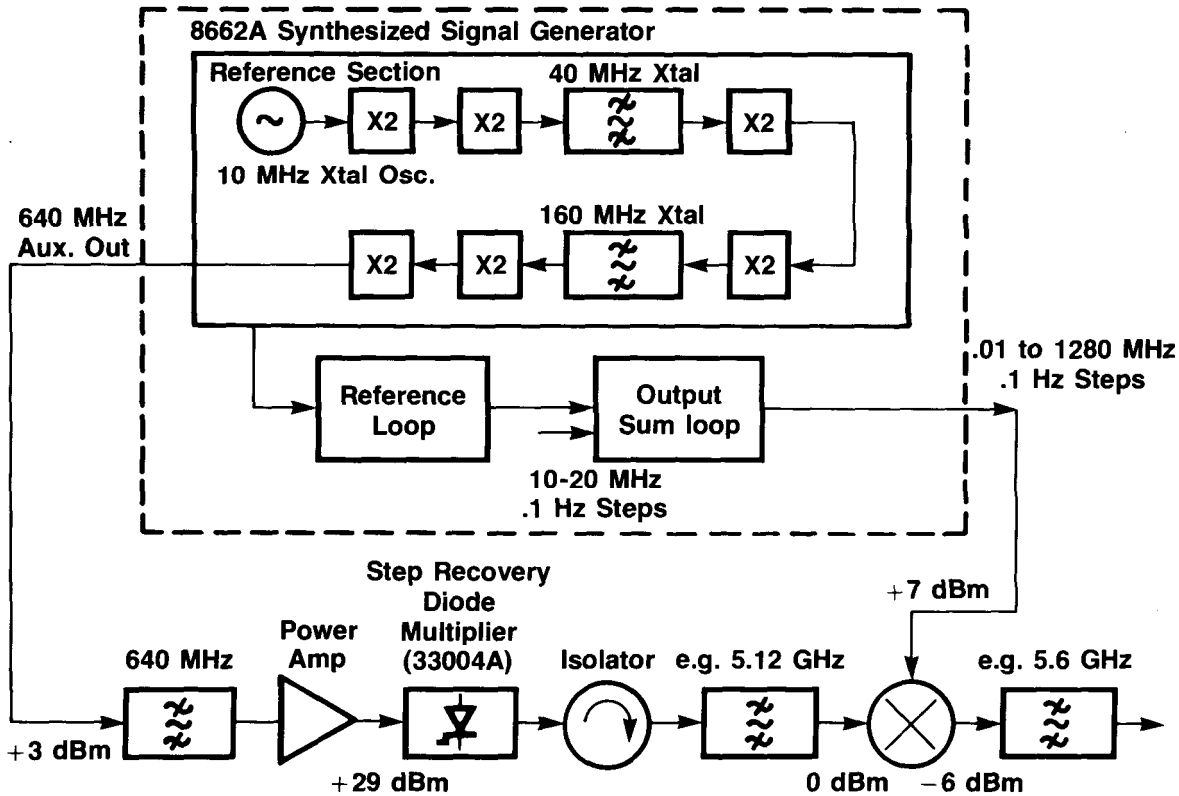 8662A Synthesized Signal Generator
Reference Section
40 MHz Xtal
~
X2
X2
X2
10 MHz Xtal Osc.
640 MHz
Aux. Out
160 MHz Xtal
X2
X2
X2
.01 to 1280 MHz
.1 Hz Steps
Reference
Loop
Output
Sum loop
10-20 MHz
.1 Hz Steps
Step Recovery
Diode
Multiplier
(33004A)
+7 dBm
Power
Amp
640 MHz
Isolator
e.g. 5.12 GHz
e.g. 5.6 GHz
+3 dBm
+29 dBm
0 dBm
−6 dBm